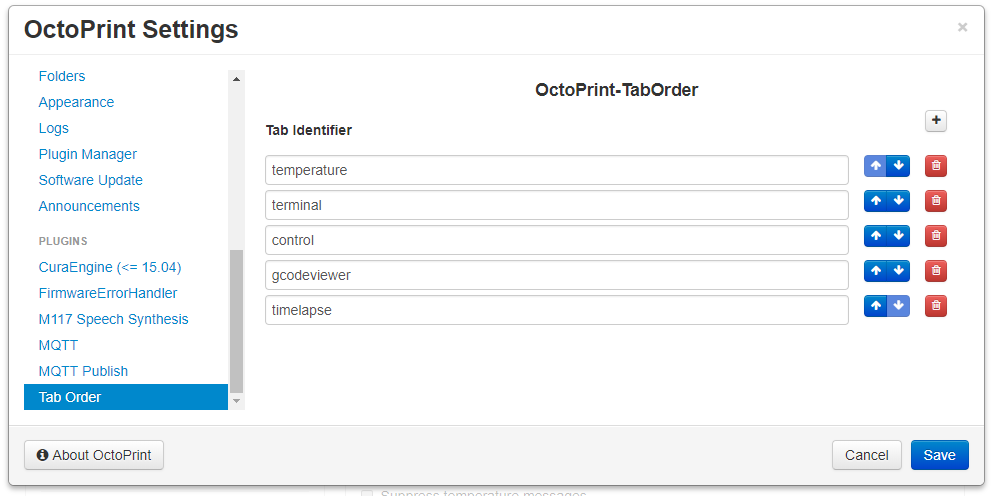 OctoPrint Settings
×
Folders
Appearance
Logs
Plugin Manager
Software Update
Announcements
PLUGINS
CuraEngine (<= 15.04)
FirmwareErrorHandler
M117 Speech Synthesis
MQTT
MQTT Publish
Tab Order
OctoPrint-TabOrder
+
Tab Identifier
temperature
terminal
control
gcodeviewer
timelapse
About OctoPrint
Cancel
Save
Suppress temperature messages